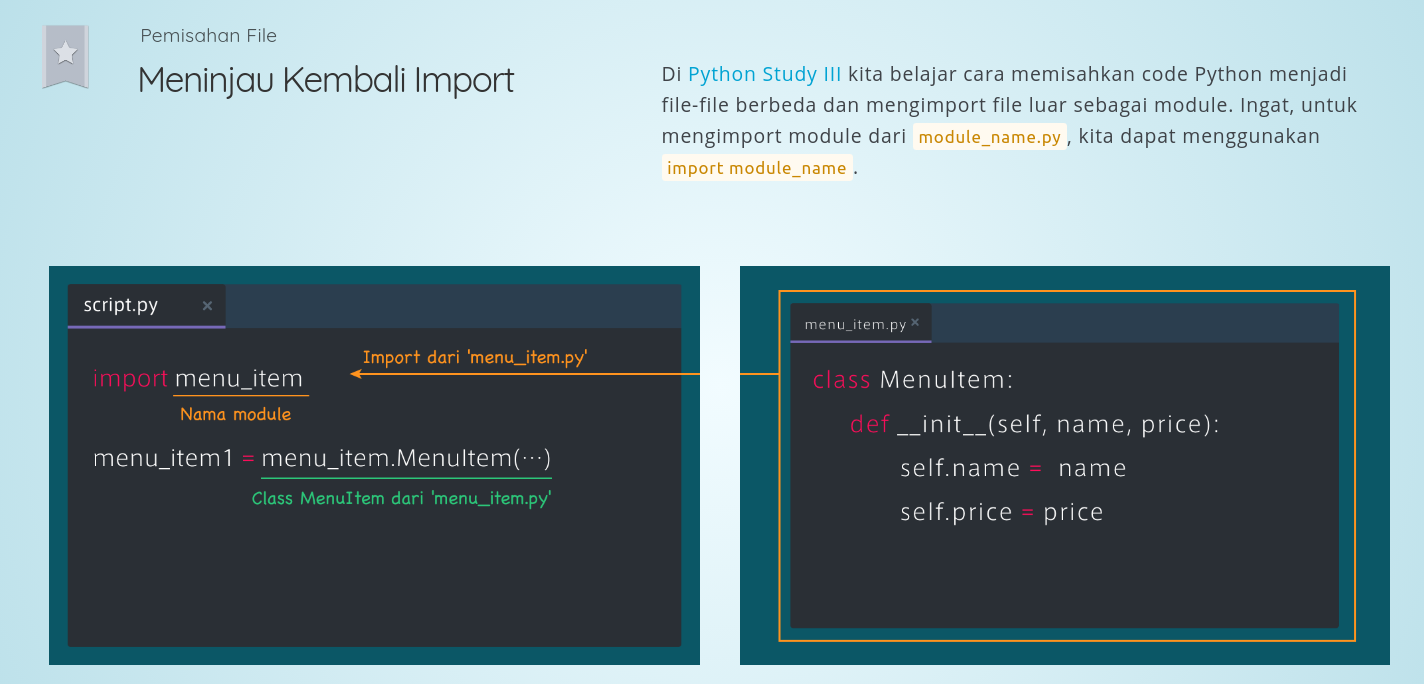 Pemisahan File
Meninjau Kembali Import
Di Python Study III kita belajar cara memisahkan code Python menjadi
file-file berbeda dan mengimport file luar sebagai module. Ingat, untuk
mengimport module dari module_name.py, kita dapat menggunakan
import module_name.
script.py ×
Import dari 'menu_item.py'
import menu_item
Nama module
menu_item1 = menu_item.MenuItem(···)
Class MenuItem dari 'menu_item.py'
menu_item.py ×
class MenuItem:
def __init__(self, name, price):
self.name = name
self.price = price